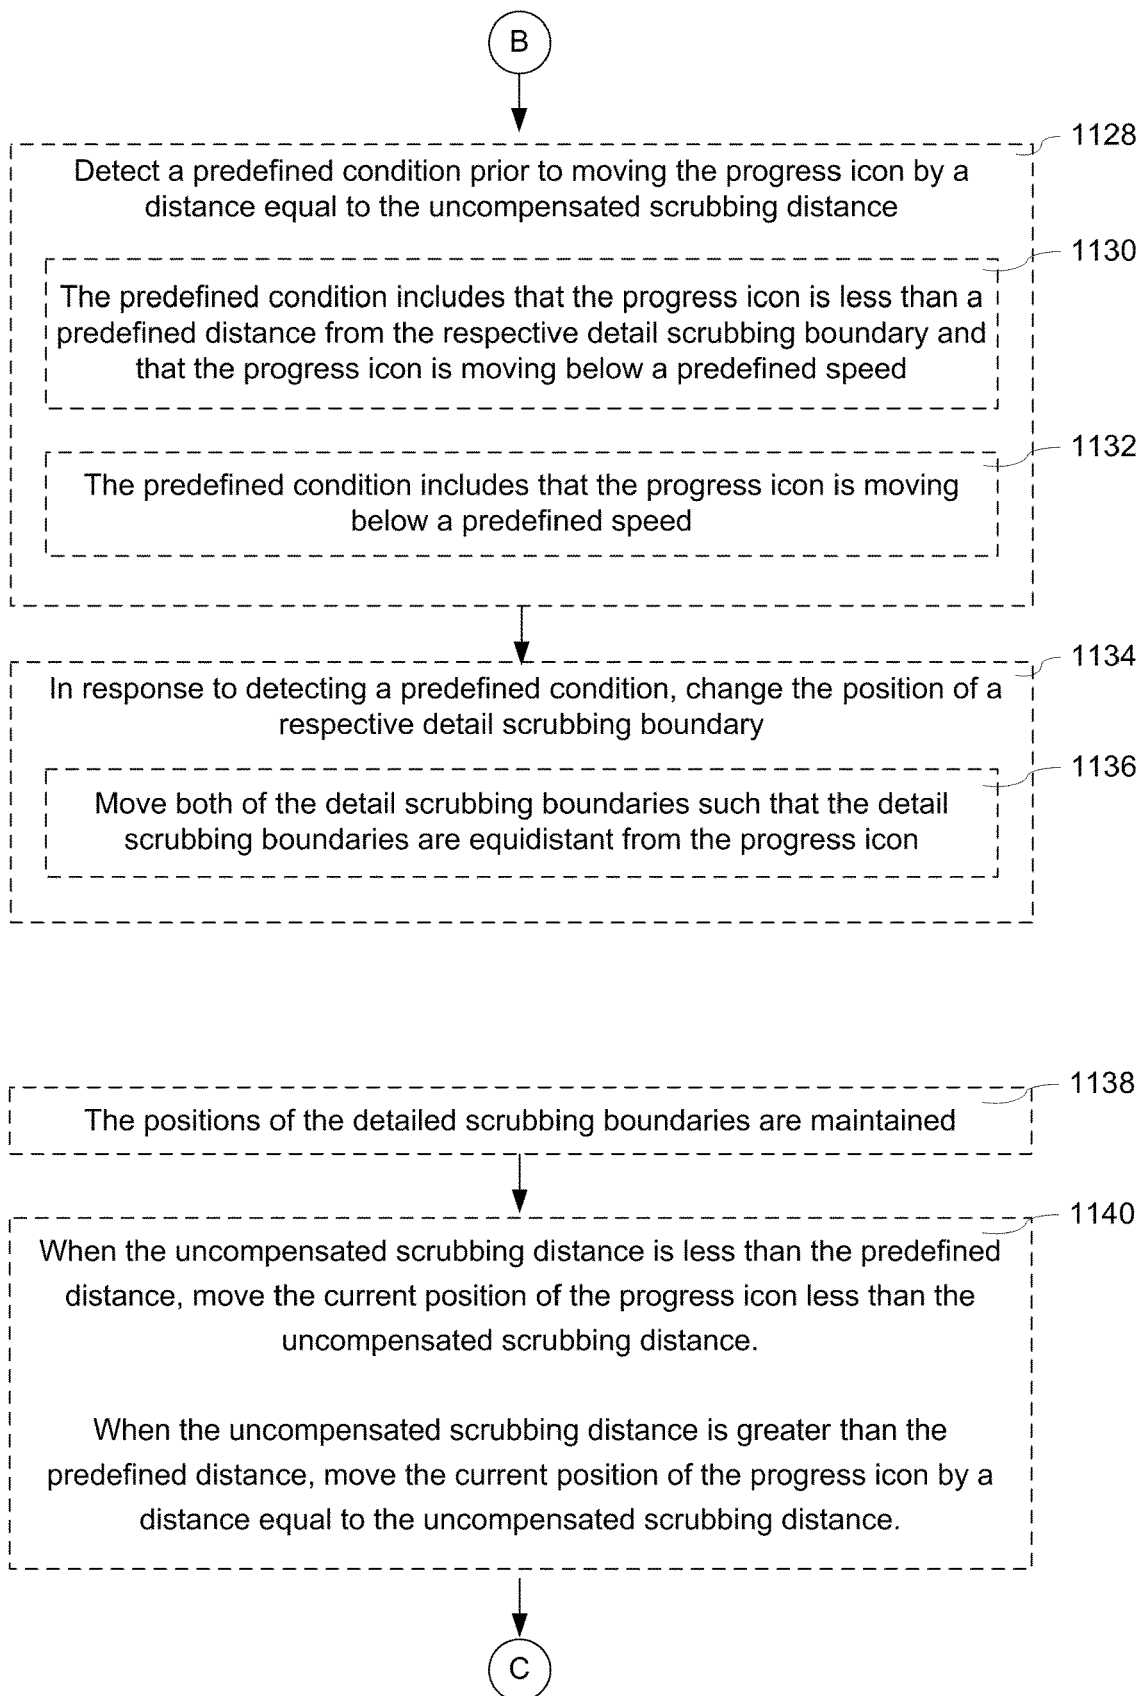 B
1128
Detect a predefined condition prior to moving the progress icon by a
distance equal to the uncompensated scrubbing distance
1130
The predefined condition includes that the progress icon is less than a
predefined distance from the respective detail scrubbing boundary and
that the progress icon is moving below a predefined speed
1132
The predefined condition includes that the progress icon is moving
below a predefined speed
1134
In response to detecting a predefined condition, change the position of a
respective detail scrubbing boundary
1136
Move both of the detail scrubbing boundaries such that the detail
scrubbing boundaries are equidistant from the progress icon
1138
The positions of the detailed scrubbing boundaries are maintained
1140
When the uncompensated scrubbing distance is less than the predefined
distance, move the current position of the progress icon less than the
uncompensated scrubbing distance.
When the uncompensated scrubbing distance is greater than the
predefined distance, move the current position of the progress icon by a
distance equal to the uncompensated scrubbing distance.
C